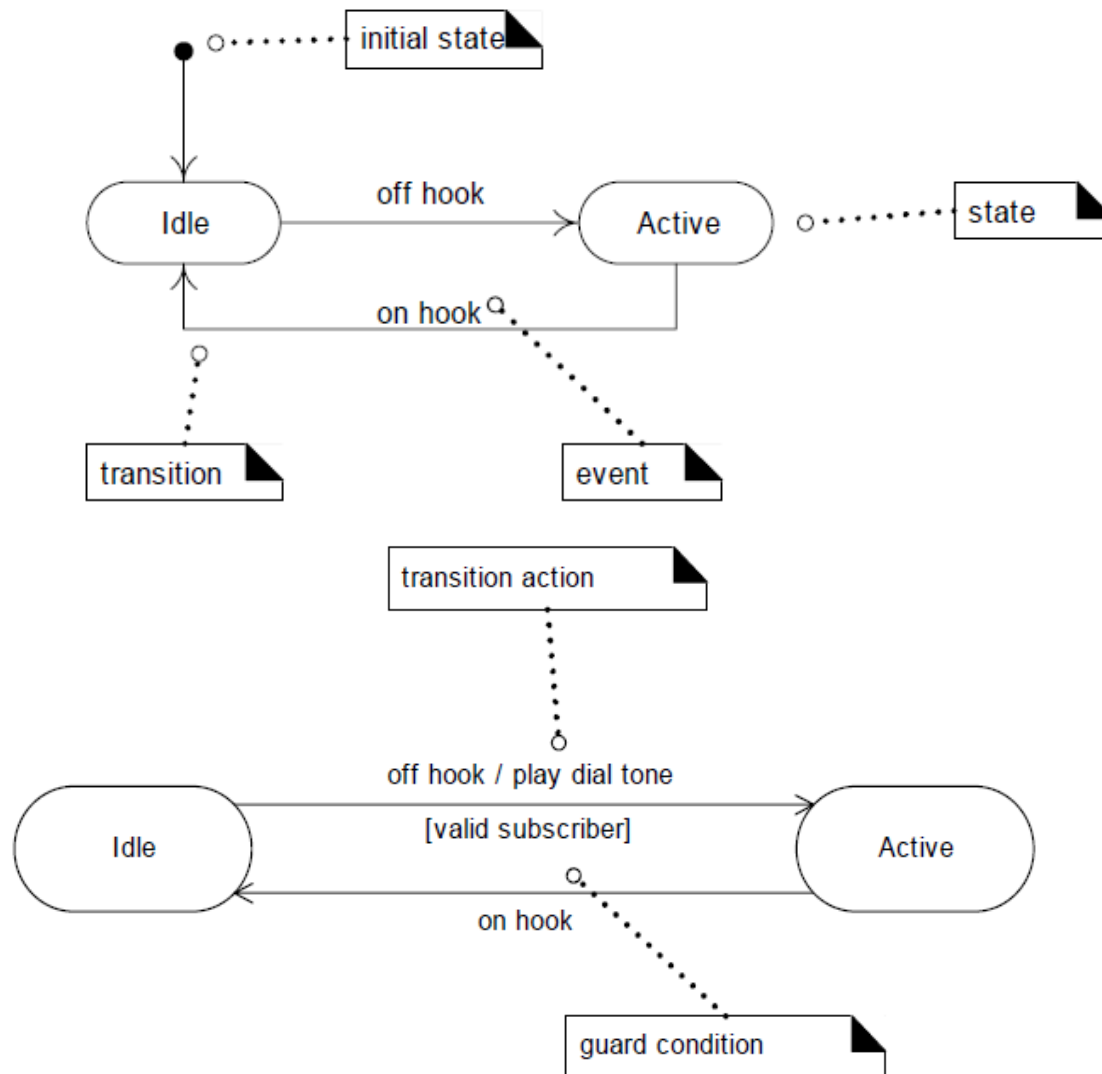 initial state
off hook
Idle
Active
state
on hook
transition
event
transition action
off hook / play dial tone
[valid subscriber]
Idle
Active
on hook
guard condition